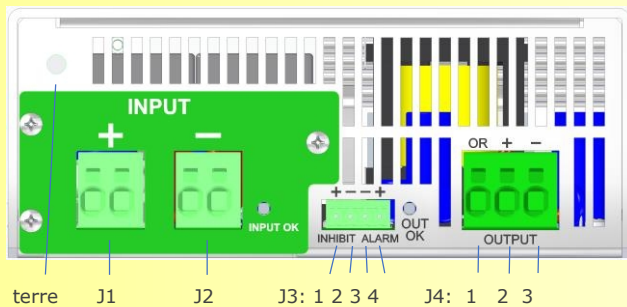 INPUT
+ −
OR + −
INPUT OK
+ − − +
INHIBIT ALARM
OUT
OK
OUTPUT
terre J1 J2 J3: 1 2 3 4 J4: 1 2 3